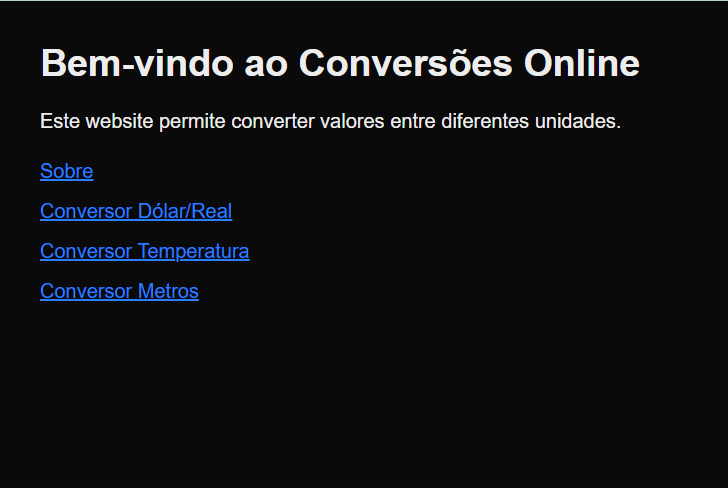 Bem-vindo ao Conversões Online
Este website permite converter valores entre diferentes unidades.
Sobre
Conversor Dólar/Real
Conversor Temperatura
Conversor Metros